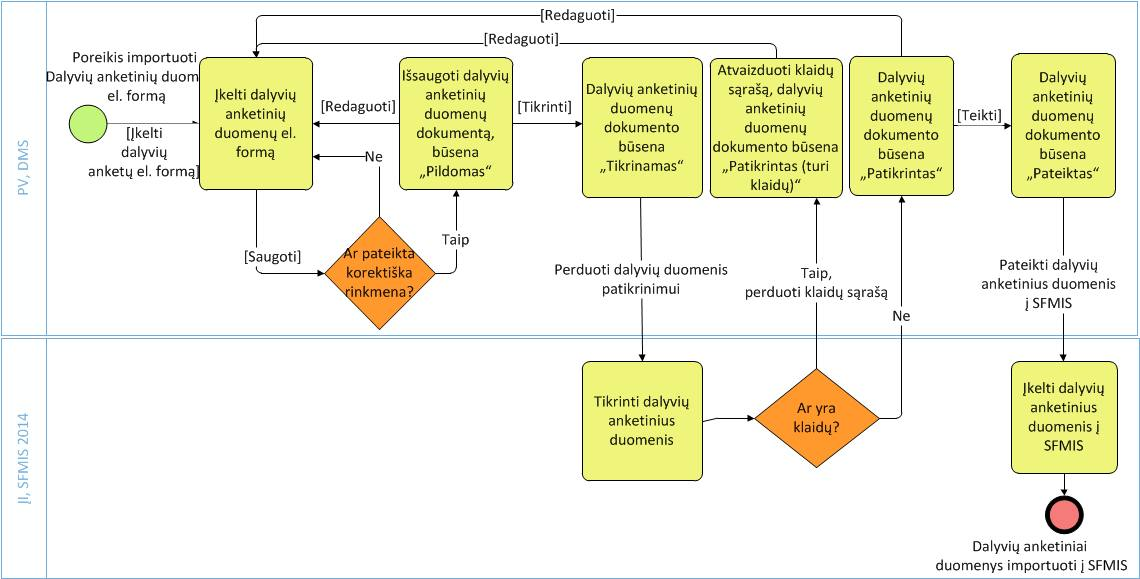 PV, DMS
[Redaguoti]
[Redaguoti]
Poreikis importuoti
Dalyvių anketinių duom
el. formą
[Įkelti
dalyvių
anketų el. formą]
Įkelti dalyvių
anketinių
duomenų el.
formą
[Redaguoti]
Ne
[Saugoti]
Ar pateikta
korektiška
rinkmena?
Taip
Išsaugoti dalyvių
anketinių
duomenų
dokumentą,
būsena
„Pildomas“
[Tikrinti]
Dalyvių anketinių
duomenų
dokumento
būsena
„Tikrinamas“
Perduoti dalyvių duomenis
patikrinimui
Atvaizduoti klaidų
sąrašą, dalyvių
anketinių
duomenų
dokumento būsena
„Patikrintas (turi
klaidų)“
Taip,
perduoti klaidų sąrašą
Dalyvių
anketinių
duomenų
dokumento
būsena
„Patikrintas“
Ne
[Teikti]
Dalyvių
anketinių
duomenų
dokumento
būsena
„Pateiktas“
Pateikti dalyvių
anketinius duomenis
į SFMIS
ĮI, SFMIS 2014
Tikrinti dalyvių
anketinius
duomenis
Ar yra
klaidų?
Įkelti dalyvių
anketinius
duomenis į
SFMIS
Dalyvių anketiniai
duomenys importuoti į SFMIS